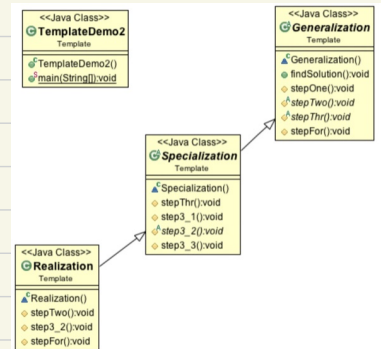 <<Java Class>>
TemplateDemo2
Template
TemplateDemo2()
main(String[]):void
<<Java Class>>
Generalization
Template
Generalization()
findSolution():void
stepOne():void
stepTwo():void
stepThr():void
stepFor():void
<<Java Class>>
Specialization
Template
Specialization()
stepThr():void
step3_1():void
step3_2():void
step3_3():void
<<Java Class>>
Realization
Template
Realization()
stepTwo():void
step3_2():void
stepFor():void